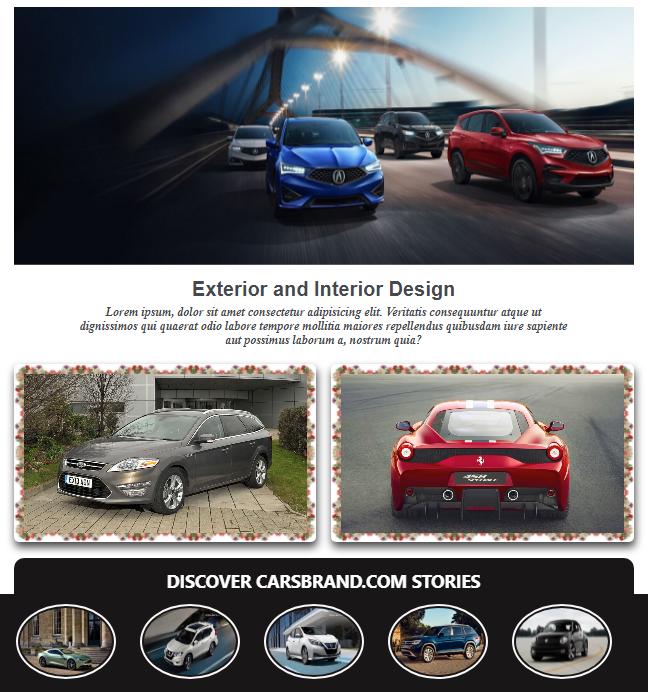 Exterior and Interior Design
Lorem ipsum, dolor sit amet consectetur adipisicing elit. Veritatis consequuntur atque ut
dignissimos qui quaerat odio labore tempore mollitia maiores repellendus quibusdam iure sapiente
aut possimus laborum a, nostrum quia?
DISCOVER CARSBRAND.COM STORIES